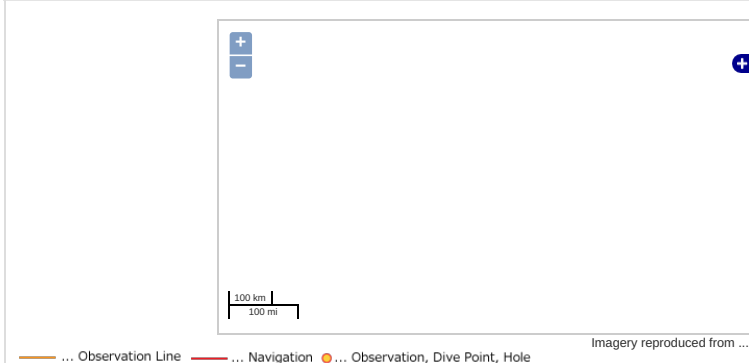 +
−
+
100 km
100 mi
Imagery reproduced from ...
... Observation Line ... Navigation ... Observation, Dive Point, Hole